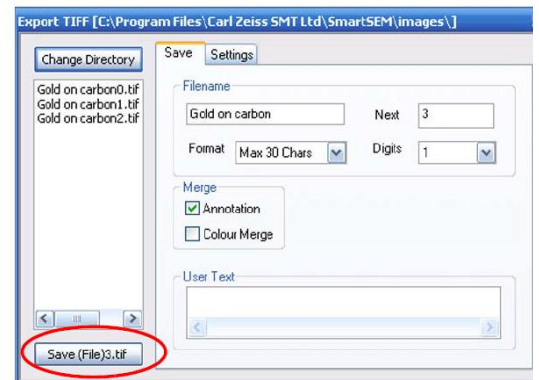 Export TIFF [C:\Program Files\Carl Zeiss SMT Ltd\SmartSEM\images\]
Change Directory
Gold on carbon0.tif
Gold on carbon1.tif
Gold on carbon2.tif
Save (File)3.tif
Save Settings
Filename
Gold on carbon Next 3
Format Max 30 Chars Digits 1
Merge
Annotation
Colour Merge
User Text